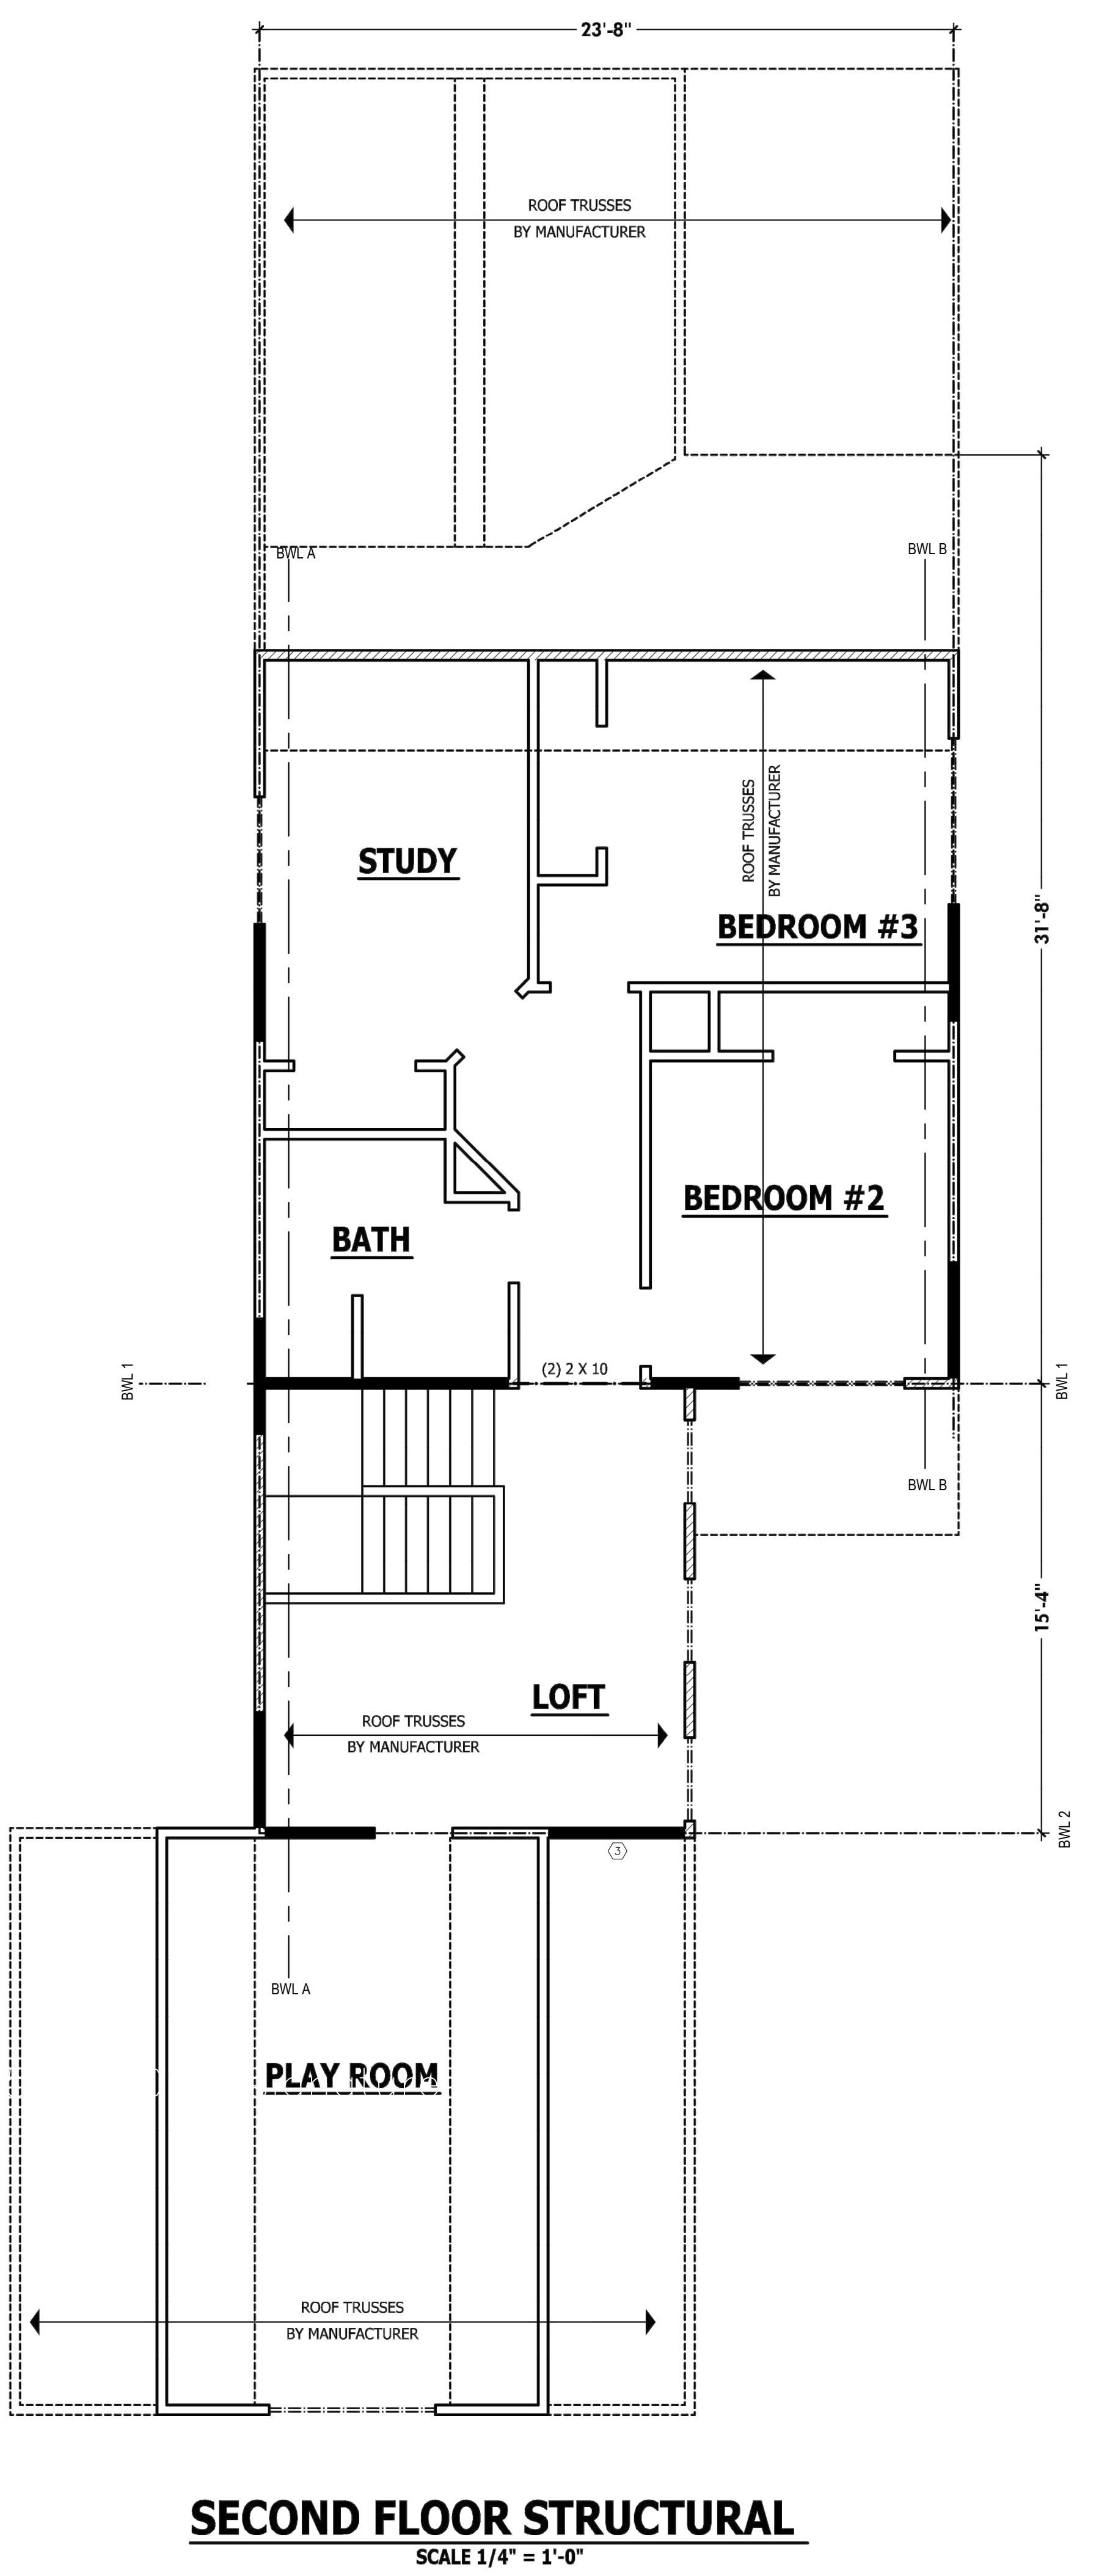 23'-8"
ROOF TRUSSES
BY MANUFACTURER
BWL A
BWL B
STUDY
ROOF TRUSSES
BY MANUFACTURER
BEDROOM #3
31'-8"
BEDROOM #2
BATH
BWL 1
(2) 2 X 10
BWL 1
BWL B
15'-4"
LOFT
ROOF TRUSSES
BY MANUFACTURER
BWL 2
3
BWL A
PLAY ROOM
ROOF TRUSSES
BY MANUFACTURER
SECOND FLOOR STRUCTURAL
SCALE 1/4" = 1'-0"